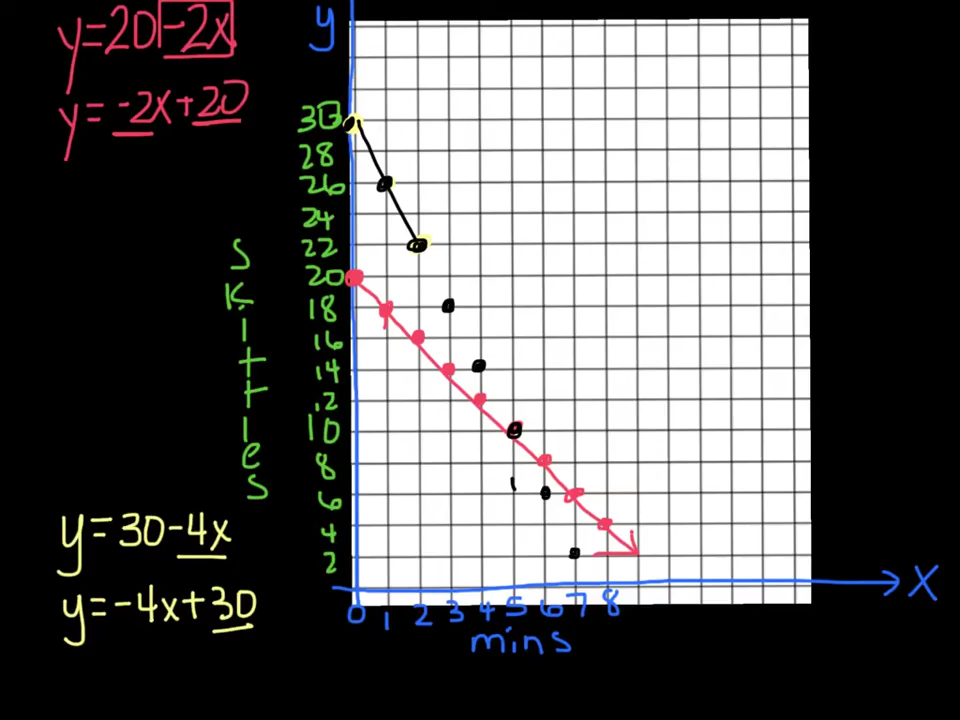 y=20-2x
y=-2x+20
y
30
28
26
24
22
20
18
16
14
12
10
8
6
4
2
skittles
y=30-4x
y=-4x+30
0 1 2 3 4 5 6 7 8
x
mins